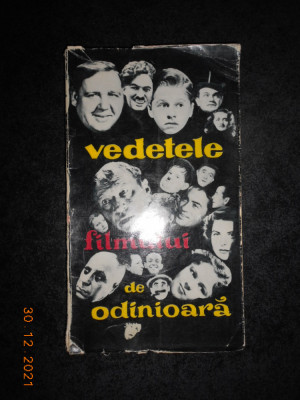 vedetele
filmului
de
odinioară
30.12.2021